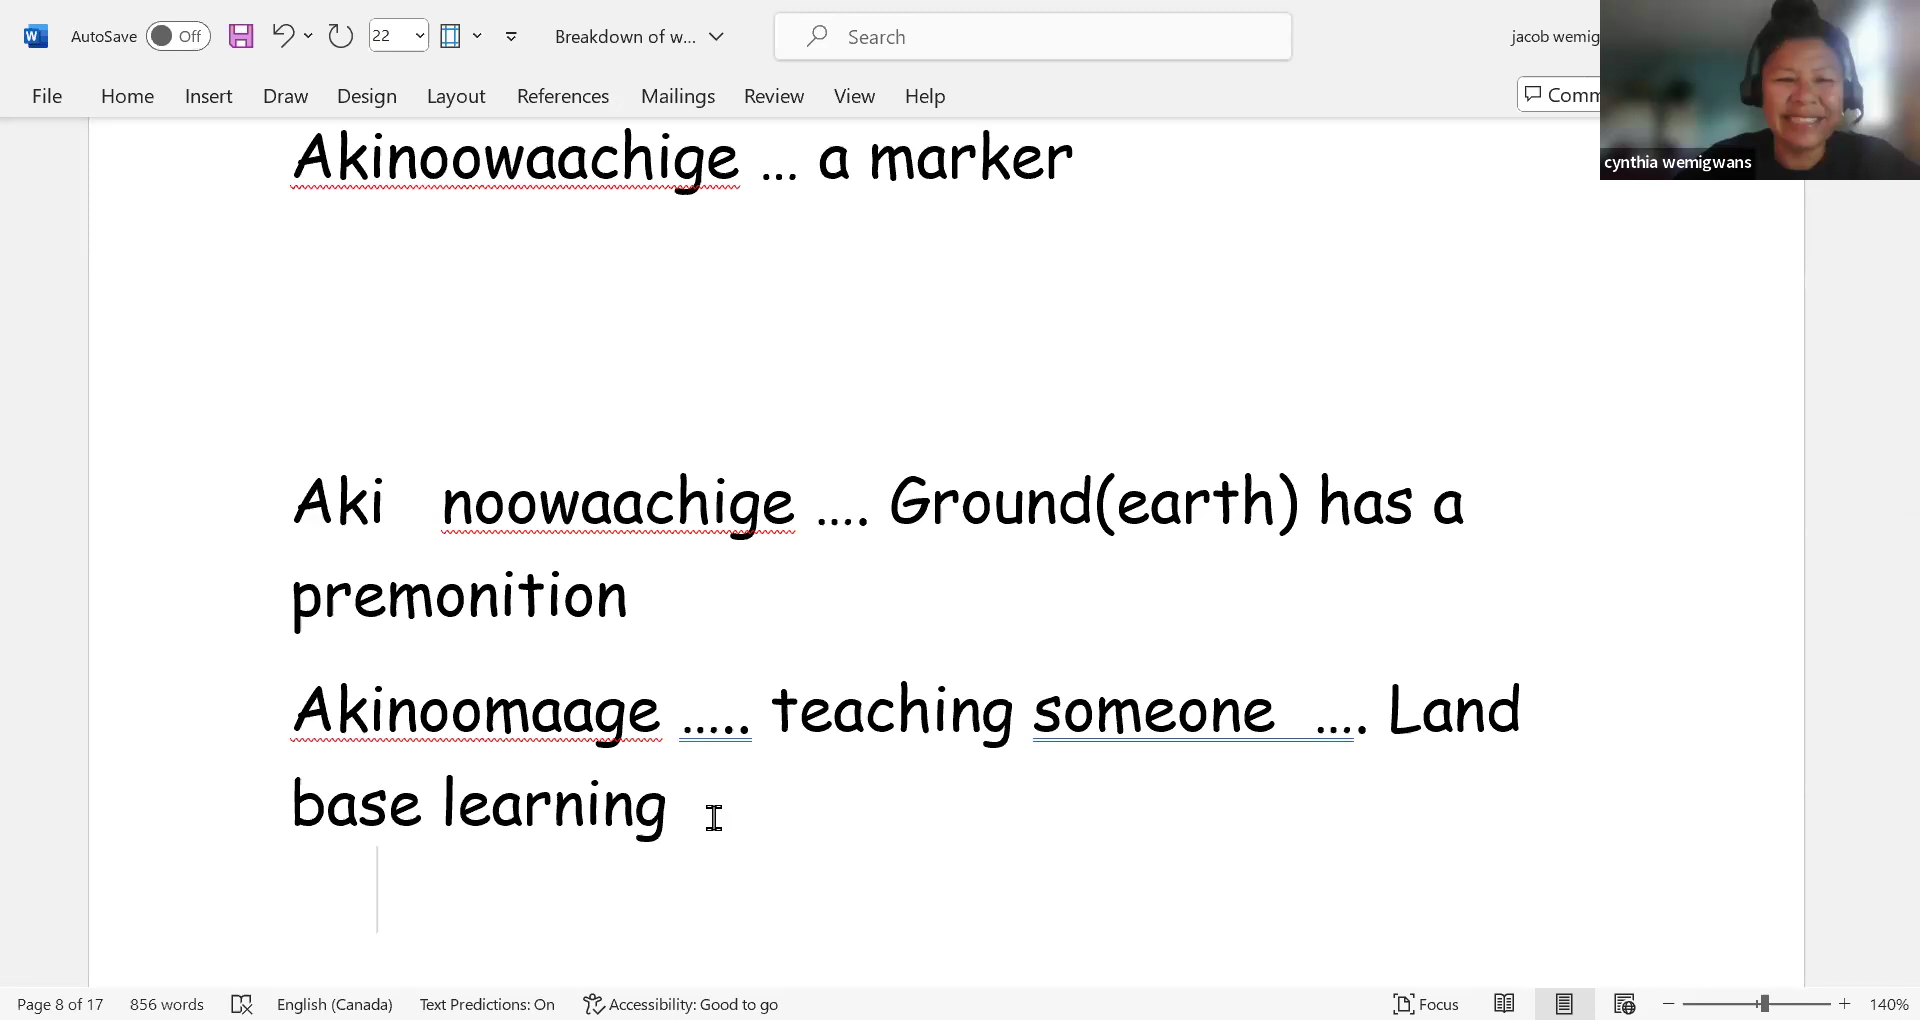 AutoSave Off 22 Breakdown of w... Search jacob wemig
cynthia wemigwans
File Home Insert Draw Design Layout References Mailings Review View Help Comm
Akinoowaachige ... a marker
Aki noowaachige .... Ground(earth) has a
premonition
Akinoomaage ..... teaching someone .... Land
base learning
Page 8 of 17 856 words English (Canada) Text Predictions: On Accessibility: Good to go Focus 140%